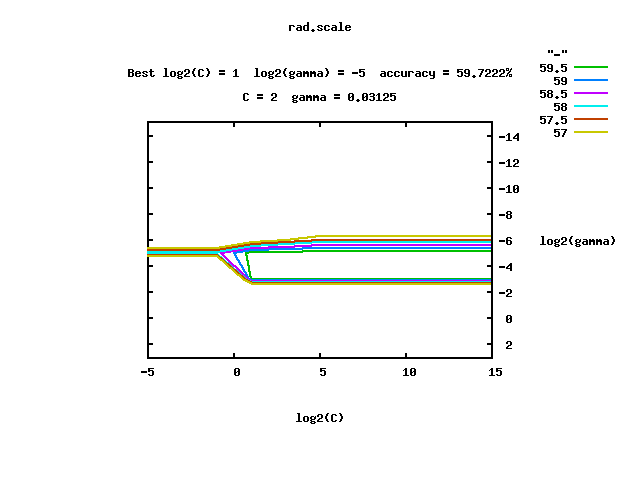 rad.scale
Best log2(C) = 1  log2(gamma) = -5  accuracy = 59.7222%
C = 2  gamma = 0.03125
"-"
59.5
59
58.5
58
57.5
57
-14
-12
-10
-8
-6
-4
-2
0
2
log2(gamma)
-5 0 5 10 15
log2(C)